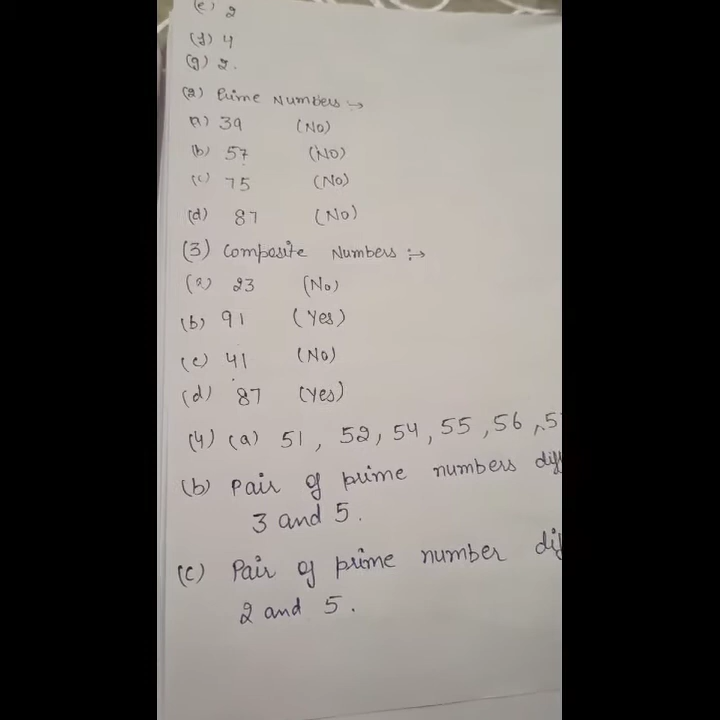 (e) 2
(f) 4
(g) 2.
(2) Prime Numbers :→
(a) 39 (No)
(b) 57 (NO)
(c) 75 (No)
(d) 87 (No)
(3) Composite Numbers :→
(a) 23 (No)
(b) 91 (Yes)
(c) 41 (No)
(d) 87 (Yes)
(4) (a) 51, 52, 54, 55, 56, 5
(b) Pair of prime numbers
3 and 5.
(c) Pair of prime number
2 and 5.